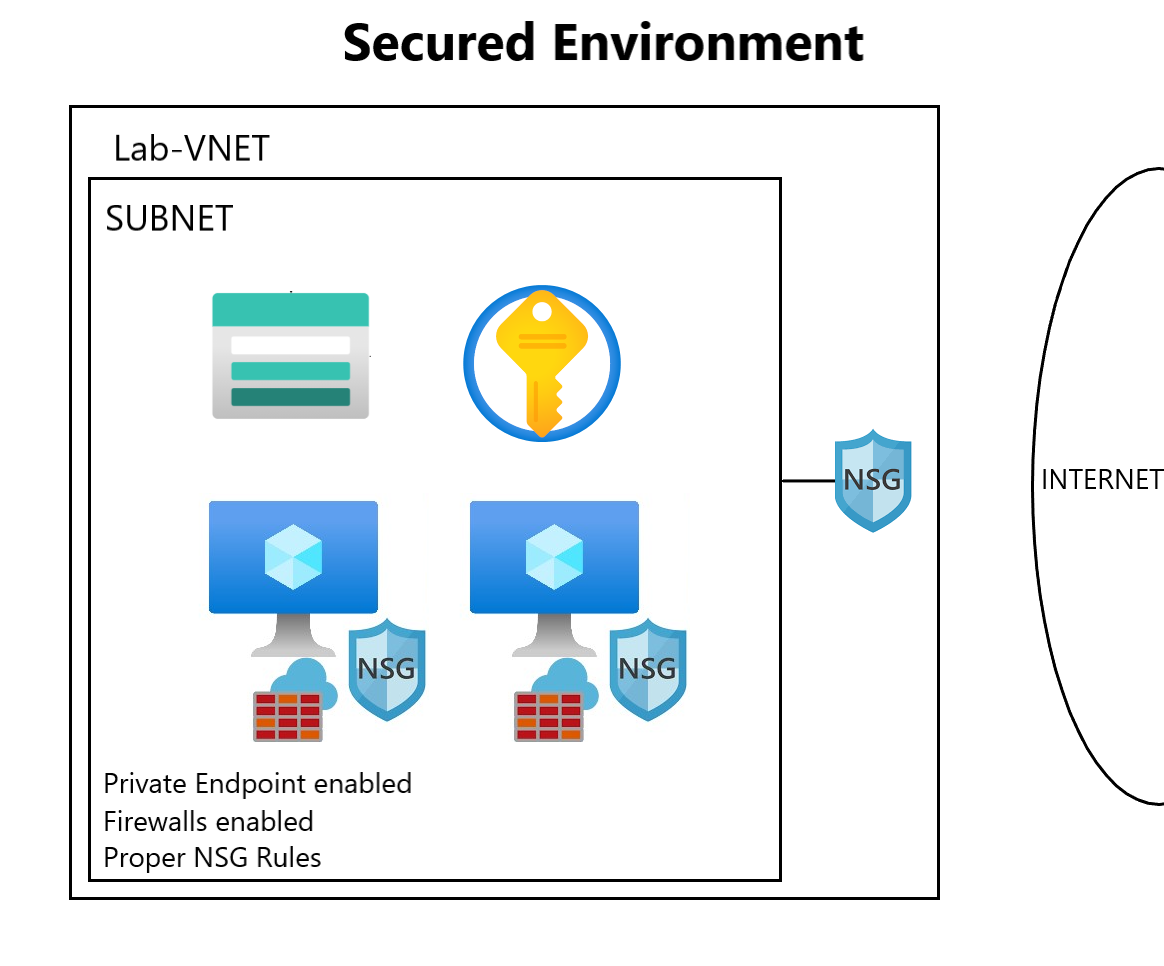 Secured Environment
Lab-VNET
SUBNET
NSG
INTERNET
NSG
NSG
Private Endpoint enabled
Firewalls enabled
Proper NSG Rules